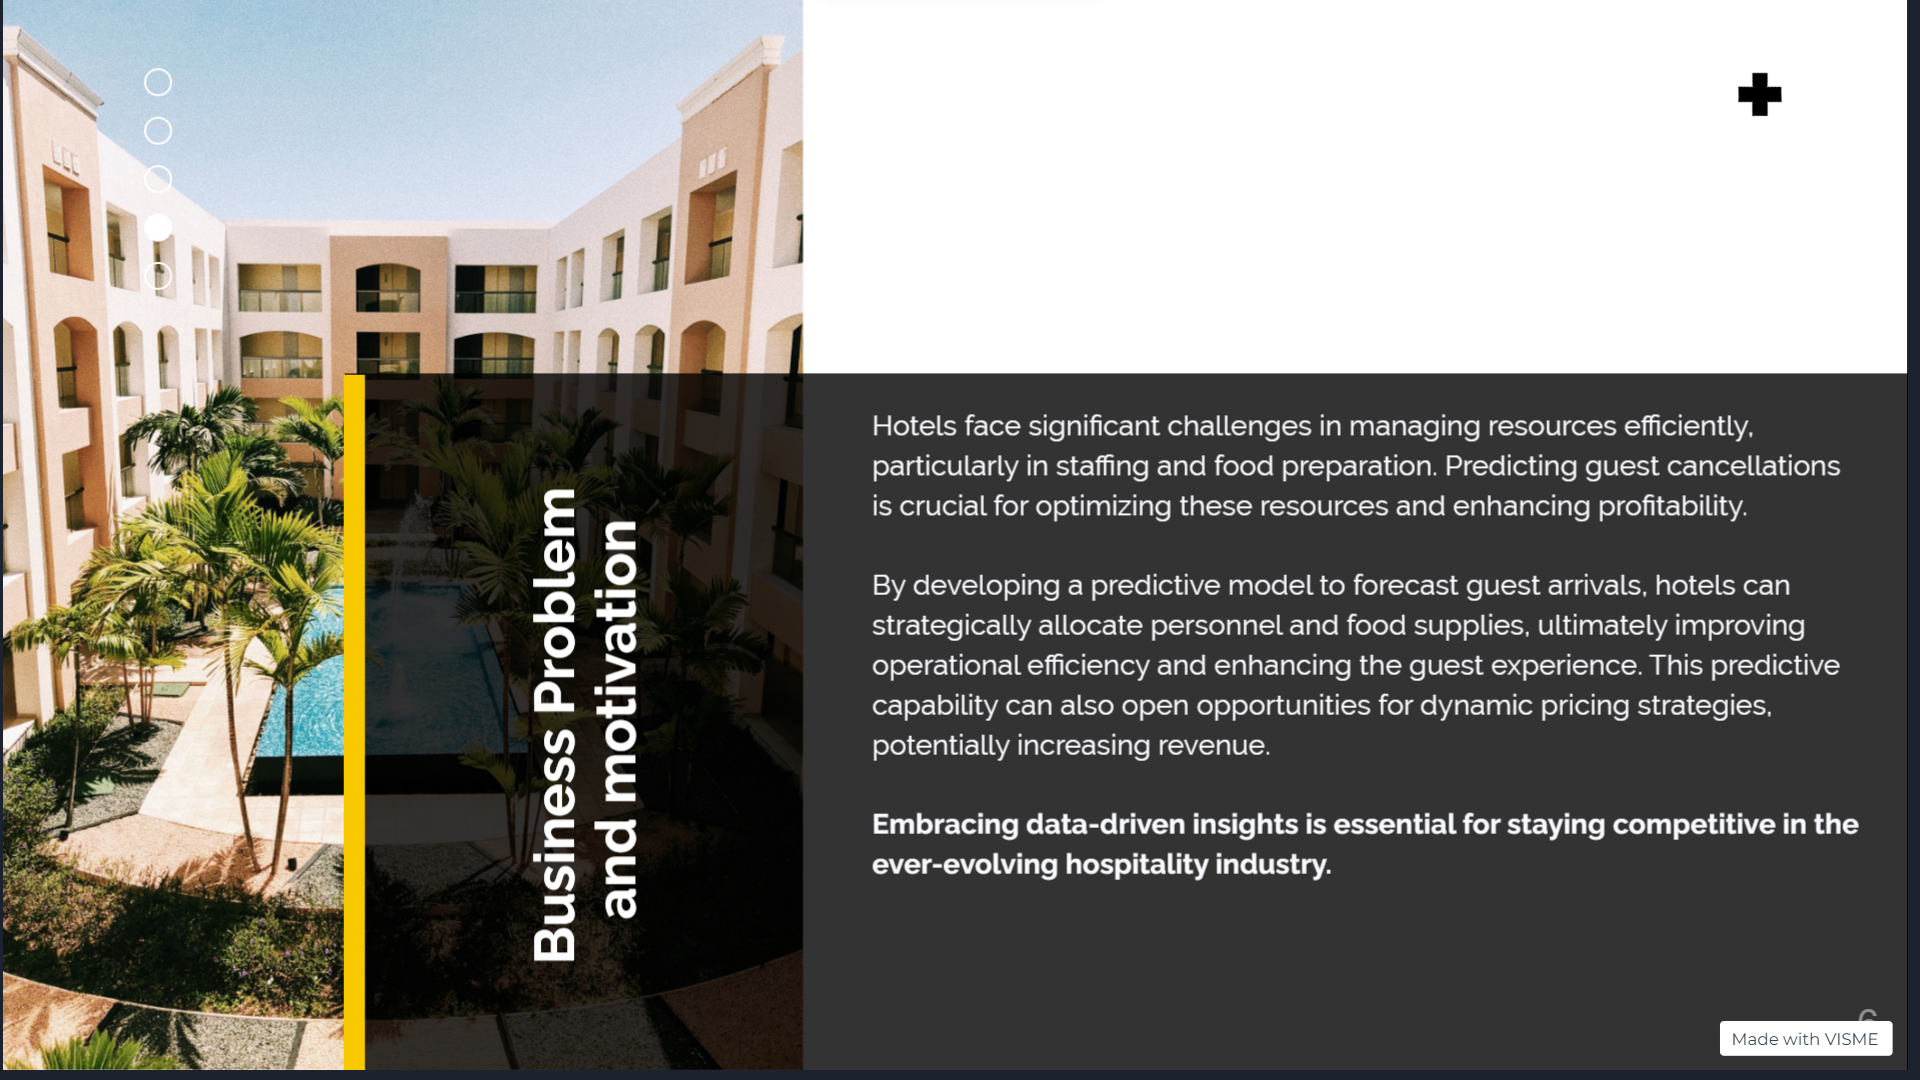 Business Problem
and motivation
Hotels face significant challenges in managing resources efficiently,
particularly in staffing and food preparation. Predicting guest cancellations
is crucial for optimizing these resources and enhancing profitability.
By developing a predictive model to forecast guest arrivals, hotels can
strategically allocate personnel and food supplies, ultimately improving
operational efficiency and enhancing the guest experience. This predictive
capability can also open opportunities for dynamic pricing strategies,
potentially increasing revenue.
Embracing data-driven insights is essential for staying competitive in the
ever-evolving hospitality industry.
Made with VISME